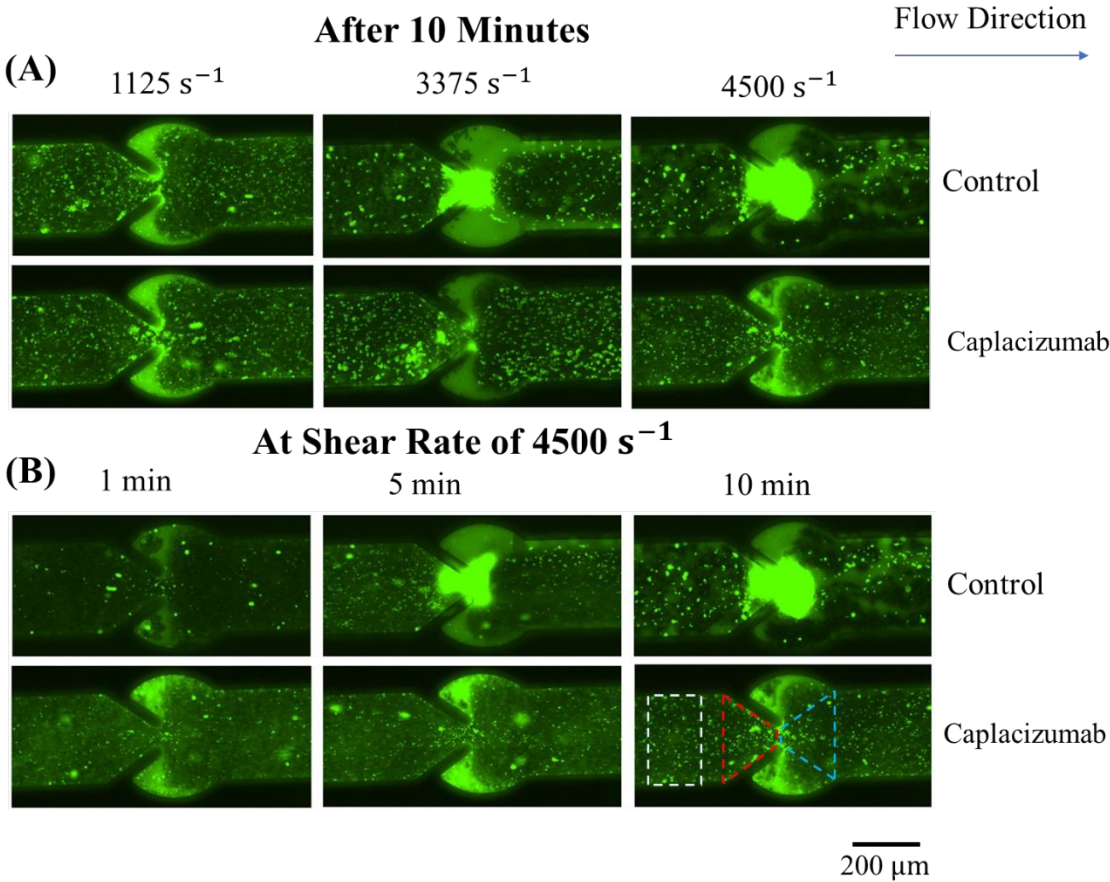 After 10 Minutes
Flow Direction
(A)
1125 s⁻¹
3375 s⁻¹
4500 s⁻¹
Control
Caplacizumab
At Shear Rate of 4500 s⁻¹
(B)
1 min
5 min
10 min
Control
Caplacizumab
200 μm